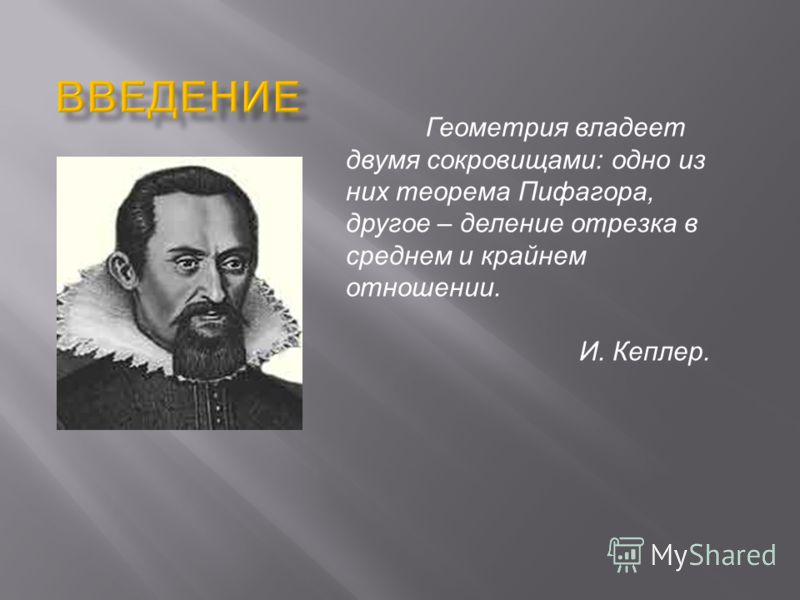 ВВЕДЕНИЕ
Геометрия владеет
двумя сокровищами: одно из
них теорема Пифагора,
другое – деление отрезка в
среднем и крайнем
отношении.
И. Кеплер.
MyShared